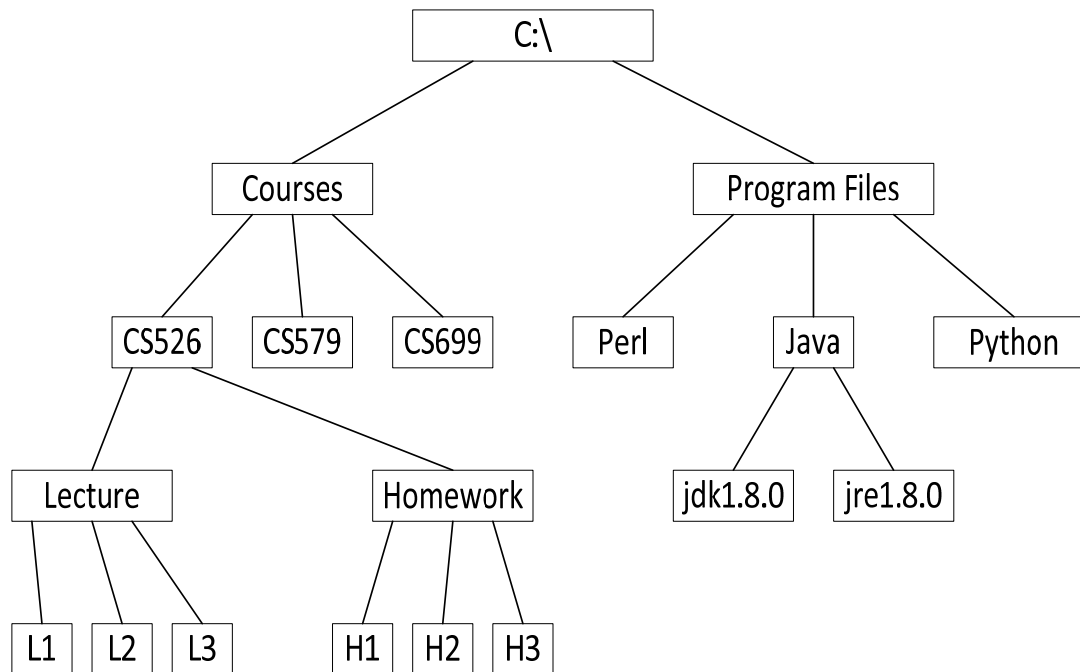 C:\
Courses
Program Files
CS526
CS579
CS699
Perl
Java
Python
Lecture
Homework
jdk1.8.0
jre1.8.0
L1
L2
L3
H1
H2
H3